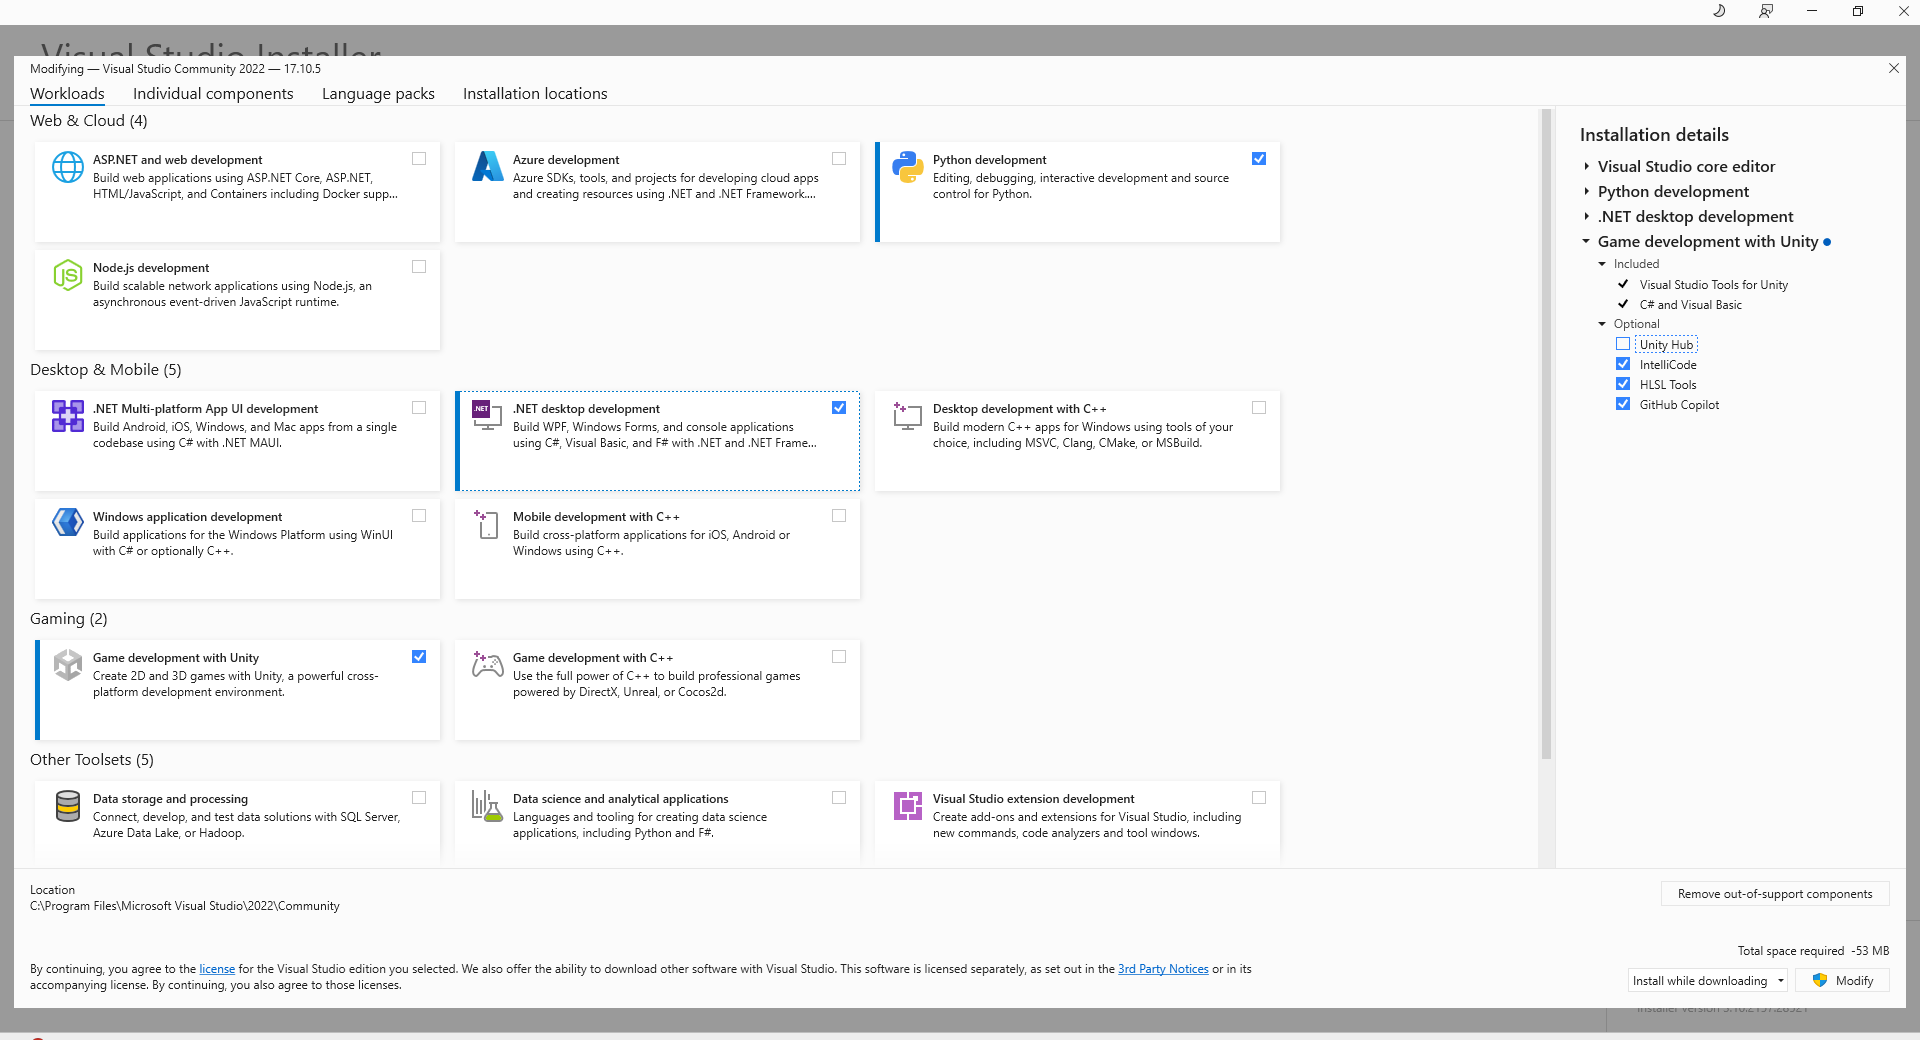 Visual Studio Installer
Modifying — Visual Studio Community 2022 — 17.10.5
Workloads Individual components Language packs Installation locations
Web & Cloud (4)
ASP.NET and web development
Build web applications using ASP.NET Core, ASP.NET,
HTML/JavaScript, and Containers including Docker supp...
Azure development
Azure SDKs, tools, and projects for developing cloud apps
and creating resources using .NET and .NET Framework....
Python development
Editing, debugging, interactive development and source
control for Python.
JS
Node.js development
Build scalable network applications using Node.js, an
asynchronous event-driven JavaScript runtime.
Desktop & Mobile (5)
.NET Multi-platform App UI development
Build Android, iOS, Windows, and Mac apps from a single
codebase using C# with .NET MAUI.
.NET
.NET desktop development
Build WPF, Windows Forms, and console applications
using C#, Visual Basic, and F# with .NET and .NET Frame...
Desktop development with C++
Build modern C++ apps for Windows using tools of your
choice, including MSVC, Clang, CMake, or MSBuild.
Windows application development
Build applications for the Windows Platform using WinUI
with C# or optionally C++.
Mobile development with C++
Build cross-platform applications for iOS, Android or
Windows using C++.
Gaming (2)
Game development with Unity
Create 2D and 3D games with Unity, a powerful cross-
platform development environment.
Game development with C++
Use the full power of C++ to build professional games
powered by DirectX, Unreal, or Cocos2d.
Other Toolsets (5)
Data storage and processing
Connect, develop, and test data solutions with SQL Server,
Azure Data Lake, or Hadoop.
Data science and analytical applications
Languages and tooling for creating data science
applications, including Python and F#.
Visual Studio extension development
Create add-ons and extensions for Visual Studio, including
new commands, code analyzers and tool windows.
Installation details
Visual Studio core editor
Python development
.NET desktop development
Game development with Unity
Included
Visual Studio Tools for Unity
C# and Visual Basic
Optional
Unity Hub
IntelliCode
HLSL Tools
GitHub Copilot
Location
C:\Program Files\Microsoft Visual Studio\2022\Community
Remove out-of-support components
Total space required -53 MB
By continuing, you agree to the license for the Visual Studio edition you selected. We also offer the ability to download other software with Visual Studio. This software is licensed separately, as set out in the 3rd Party Notices or in its
accompanying license. By continuing, you also agree to those licenses.
Install while downloading
Modify
Installer version